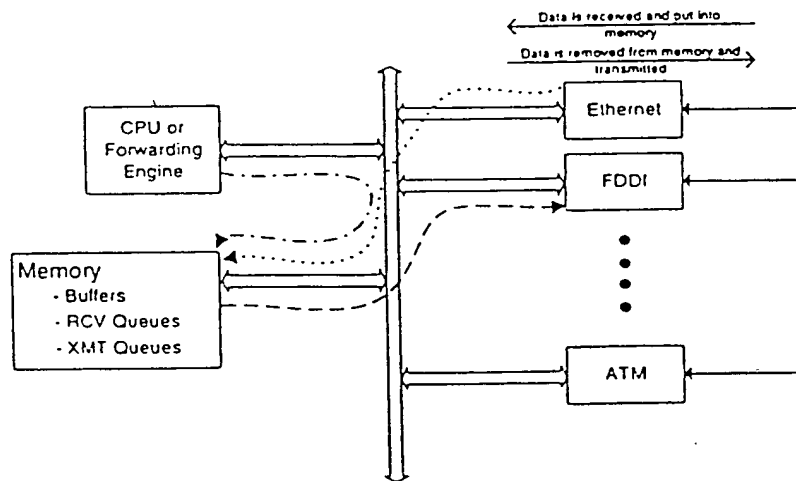 Data is received and put into
memory
Data is removed from memory and
transmitted
CPU or
Forwarding
Engine
Ethernet
FDDI
Memory
- Buffers
- RCV Queues
- XMT Queues
ATM